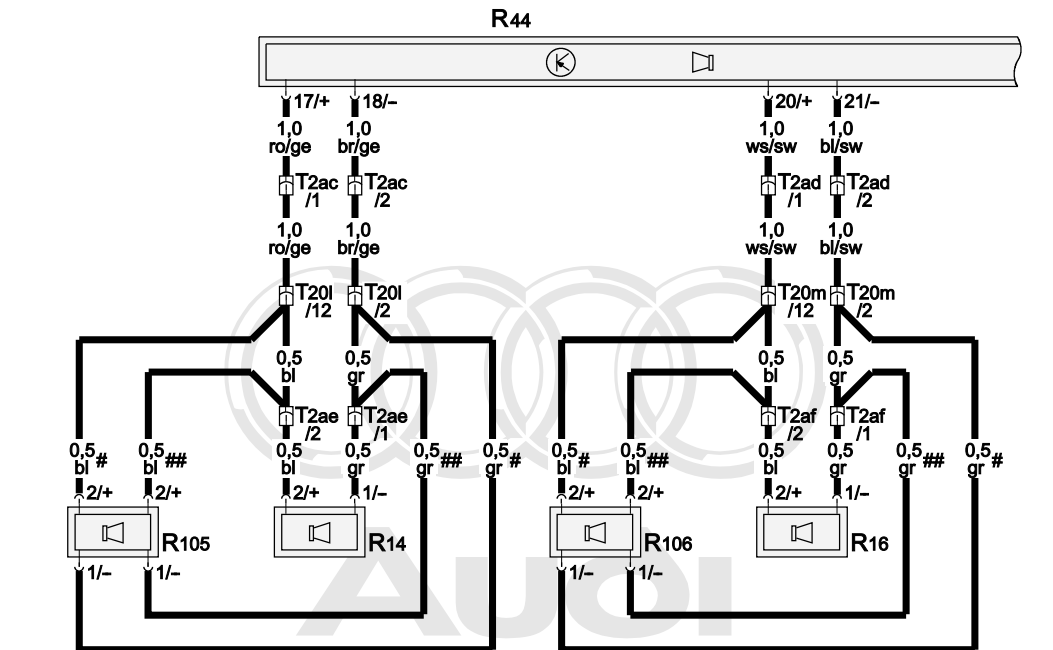 R44
17/+ 18/– 20/+ 21/–
1,0 1,0 1,0 1,0
ro/ge br/ge ws/sw bl/sw
T2ac T2ac T2ad T2ad
/1 /2 /1 /2
1,0 1,0 1,0 1,0
ro/ge br/ge ws/sw bl/sw
T20l T20l T20m T20m
/12 /2 /12 /2
0,5 0,5 0,5 0,5
bl gr bl gr
T2ae T2ae T2af T2af
/2 /1 /2 /1
0,5 0,5 0,5 0,5 0,5 0,5 0,5 0,5 0,5 0,5 0,5 0,5
bl # bl ## bl gr gr ## gr # bl # bl ## bl gr gr ## gr #
2/+ 2/+ 2/+ 1/– 2/+ 2/+ 2/+ 1/–
R105 R14 R106 R16
1/– 1/– 1/– 1/–
Audi